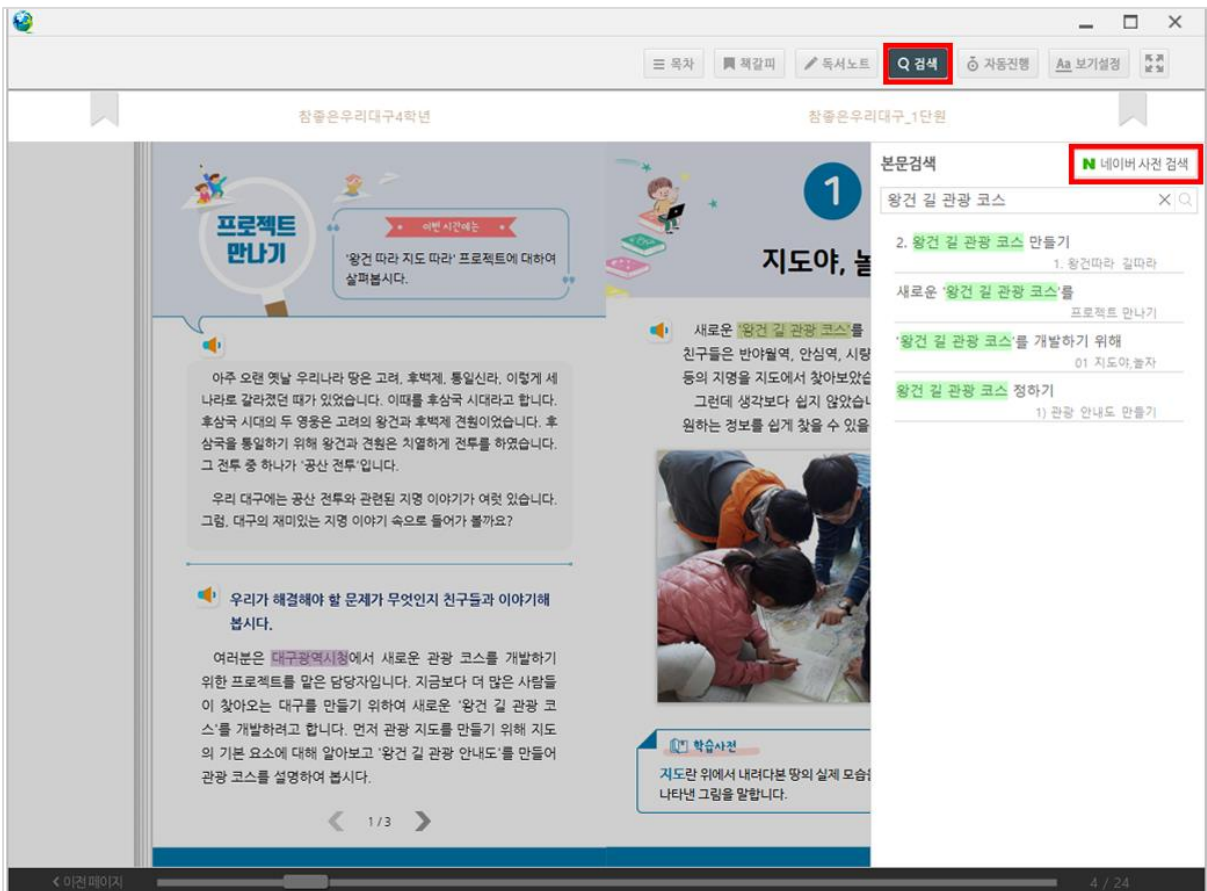 목차
책갈피
독서노트
검색
자동진행
Aa 보기설정
참좋은우리대구4학년
참좋은우리대구_1단원
프로젝트
만나기
이번 시간에는
'왕건 따라 지도 따라' 프로젝트에 대하여
살펴봅시다.
아주 오랜 옛날 우리나라 땅은 고려, 후백제, 통일신라, 이렇게 세
나라로 갈라졌던 때가 있었습니다. 이때를 후삼국 시대라고 합니다.
후삼국 시대의 두 영웅은 고려의 왕건과 후백제 견훤이었습니다. 후
삼국을 통일하기 위해 왕건과 견훤은 치열하게 전투를 하였습니다.
그 전투 중 하나가 '공산 전투'입니다.
우리 대구에는 공산 전투와 관련된 지명 이야기가 여럿 있습니다.
그럼, 대구의 재미있는 지명 이야기 속으로 들어가 볼까요?
우리가 해결해야 할 문제가 무엇인지 친구들과 이야기해
봅시다.
여러분은 대구광역시청에서 새로운 관광 코스를 개발하기
위한 프로젝트를 맡은 담당자입니다. 지금보다 더 많은 사람들
이 찾아오는 대구를 만들기 위하여 새로운 '왕건 길 관광 코
스'를 개발하려고 합니다. 먼저 관광 지도를 만들기 위해 지도
의 기본 요소에 대해 알아보고 '왕건 길 관광 안내도'를 만들어
관광 코스를 설명하여 봅시다.
1/3
1
지도야, 놀
새로운 '왕건 길 관광 코스'를
친구들은 반야월역, 안심역, 시량
등의 지명을 지도에서 찾아보았습
그런데 생각보다 쉽지 않았습니
원하는 정보를 쉽게 찾을 수 있을
학습사전
지도란 위에서 내려다본 땅의 실제 모습을
나타낸 그림을 말합니다.
본문검색
N 네이버 사전 검색
왕건 길 관광 코스
2. 왕건 길 관광 코스 만들기
1. 왕건따라 길따라
새로운 '왕건 길 관광 코스'를
프로젝트 만나기
'왕건 길 관광 코스'를 개발하기 위해
01 지도야,놀자
왕건 길 관광 코스 정하기
1) 관광 안내도 만들기
이전 페이지
4 / 24